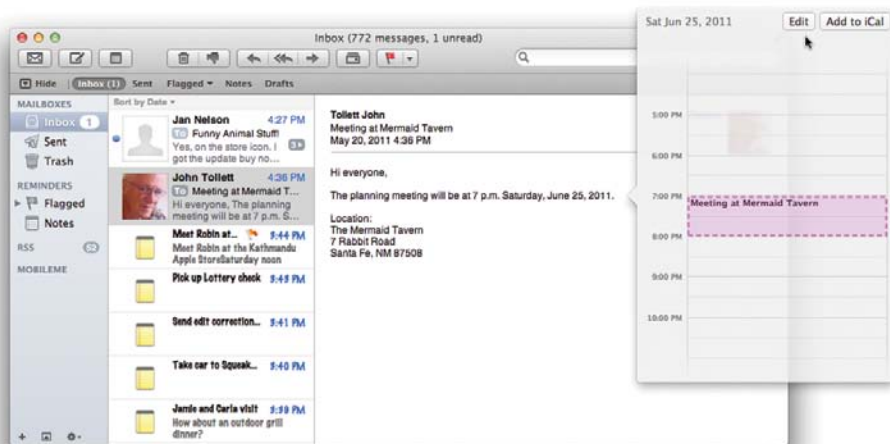 Inbox (772 messages, 1 unread)
Hide Inbox (1) Sent Flagged Notes Drafts
MAILBOXES
Inbox 1
Sent
Trash
REMINDERS
Flagged
Notes
RSS 52
MOBILEME
Sort by Date
Jan Nelson 4:27 PM
To Funny Animal Stuff!
Yes, on the store icon. I
got the update buy no...
3
John Tollett 4:36 PM
To Meeting at Mermaid T...
Hi everyone, The planning
meeting will be at 7 p.m. S...
Meet Robin at... 3:44 PM
Meet Robin at the Kathmandu
Apple StoreSaturday noon
Pick up Lottery check 3:43 PM
Send edit correction... 3:41 PM
Take car to Squeak... 3:40 PM
Jamie and Carla visit 3:39 PM
How about an outdoor grill
dinner?
Tollett John
Meeting at Mermaid Tavern
May 20, 2011 4:36 PM
Hi everyone,
The planning meeting will be at 7 p.m. Saturday, June 25, 2011.
Location:
The Mermaid Tavern
7 Rabbit Road
Santa Fe, NM 87508
Sat Jun 25, 2011 Edit Add to iCal
5:00 PM
6:00 PM
7:00 PM
Meeting at Mermaid Tavern
8:00 PM
9:00 PM
10:00 PM